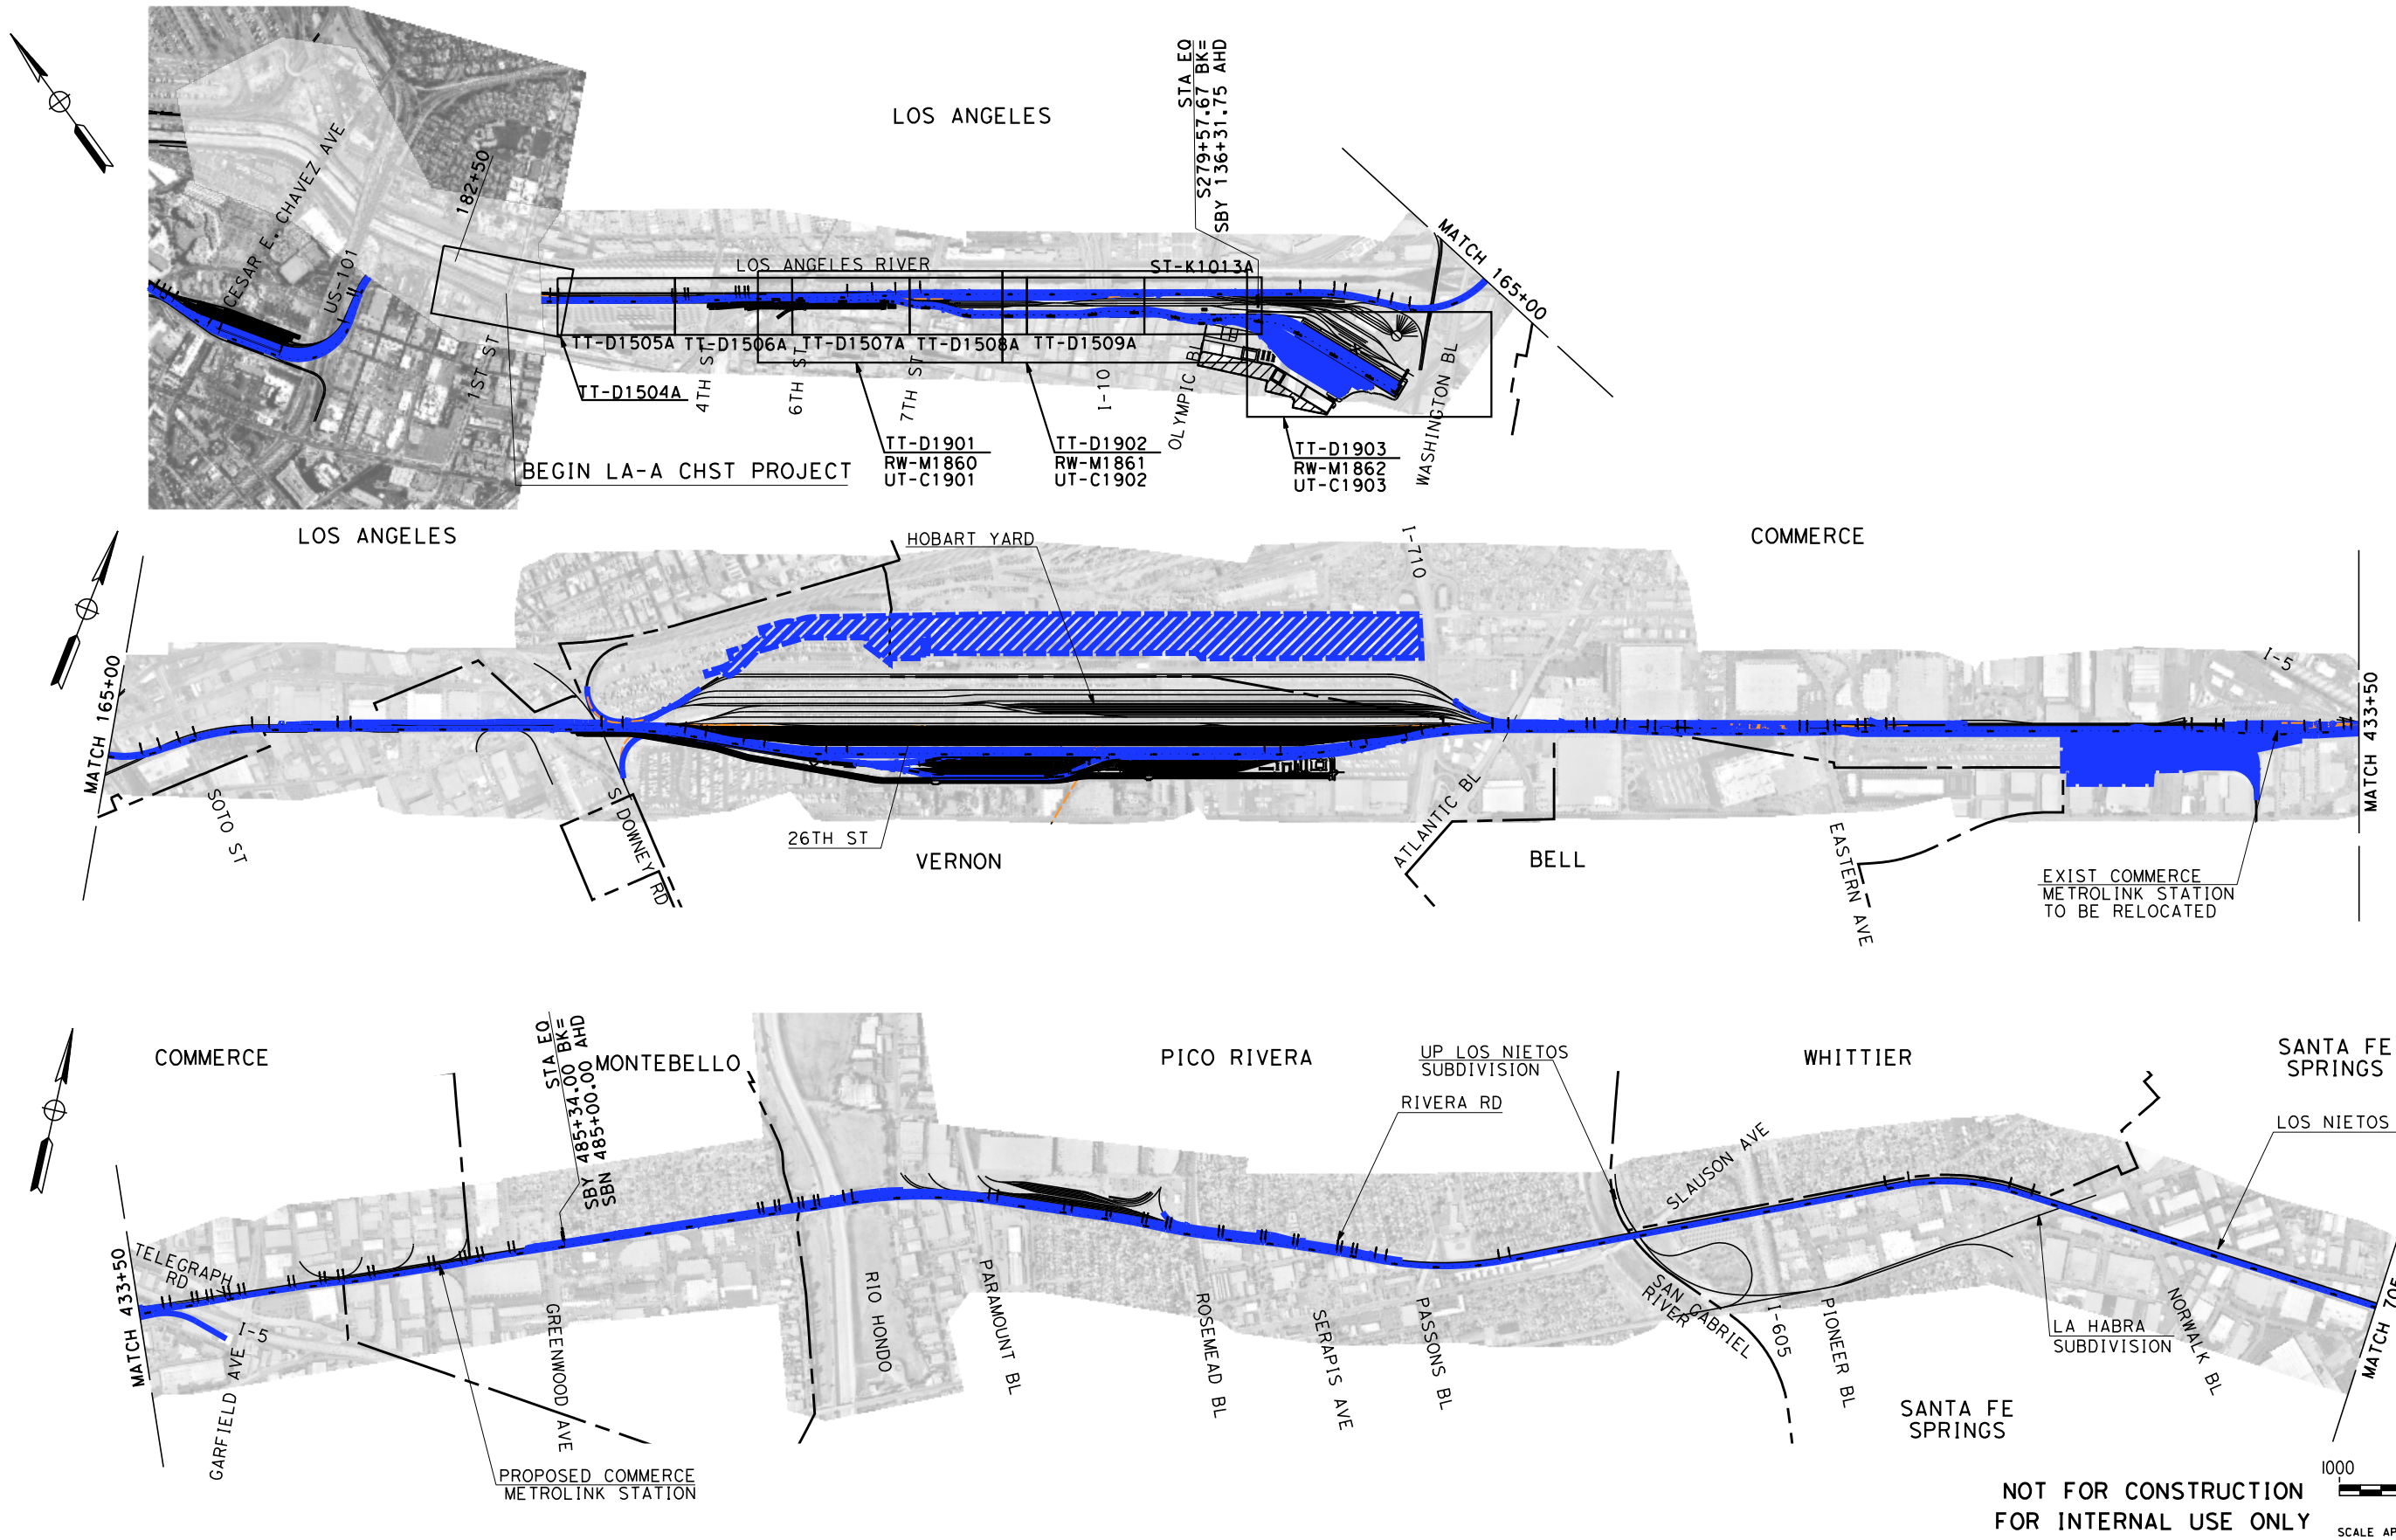 LOS ANGELES
STA EQ
S279+57.67 BK=
SBY 136+31.75 AHD
CESAR E. CHAVEZ AVE
US-101
182+50
LOS ANGELES RIVER
ST-K1013A
MATCH 165+00
TT-D1505A
TT-D1506A
TT-D1507A
TT-D1508A
TT-D1509A
1ST ST
TT-D1504A
4TH ST
6TH ST
7TH ST
I-10
OLYMPIC BL
WASHINGTON BL
BEGIN LA-A CHST PROJECT
TT-D1901
RW-M1860
UT-C1901
TT-D1902
RW-M1861
UT-C1902
TT-D1903
RW-M1862
UT-C1903
LOS ANGELES
HOBART YARD
I-710
COMMERCE
I-5
MATCH 165+00
MATCH 433+50
SOTO ST
S DOWNEY RD
26TH ST
VERNON
ATLANTIC BL
BELL
EASTERN AVE
EXIST COMMERCE
METROLINK STATION
TO BE RELOCATED
COMMERCE
STA EQ
SBY 485+34.00 BK=
SBN 485+00.00 AHD
MONTEBELLO
PICO RIVERA
UP LOS NIETOS
SUBDIVISION
RIVERA RD
WHITTIER
SANTA FE
SPRINGS
LOS NIETOS
SLAUSON AVE
MATCH 433+50
TELEGRAPH
RD
I-5
GARFIELD AVE
GREENWOOD AVE
RIO HONDO
PARAMOUNT BL
ROSEMEAD BL
SERAPIS AVE
PASSONS BL
SAN GABRIEL
RIVER
I-605
PIONEER BL
LA HABRA
SUBDIVISION
NORWALK BL
MATCH 705
PROPOSED COMMERCE
METROLINK STATION
SANTA FE
SPRINGS
1000
NOT FOR CONSTRUCTION
FOR INTERNAL USE ONLY
SCALE AP